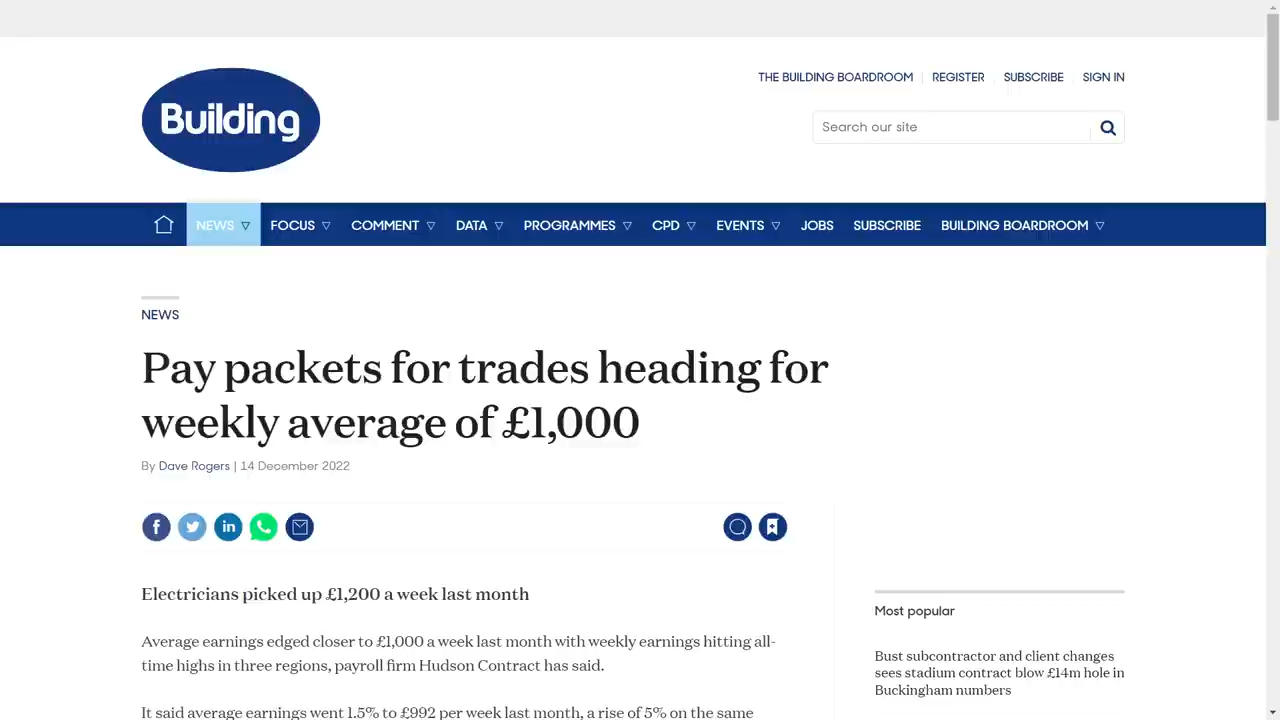 Building
THE BUILDING BOARDROOM
REGISTER
SUBSCRIBE
SIGN IN
Search our site
NEWS
FOCUS
COMMENT
DATA
PROGRAMMES
CPD
EVENTS
JOBS
SUBSCRIBE
BUILDING BOARDROOM
NEWS
Pay packets for trades heading for
weekly average of £1,000
By Dave Rogers | 14 December 2022
Electricians picked up £1,200 a week last month
Average earnings edged closer to £1,000 a week last month with weekly earnings hitting all-
time highs in three regions, payroll firm Hudson Contract has said.
It said average earnings went 1.5% to £992 per week last month, a rise of 5% on the same
Most popular
Bust subcontractor and client changes
sees stadium contract blow £14m hole in
Buckingham numbers